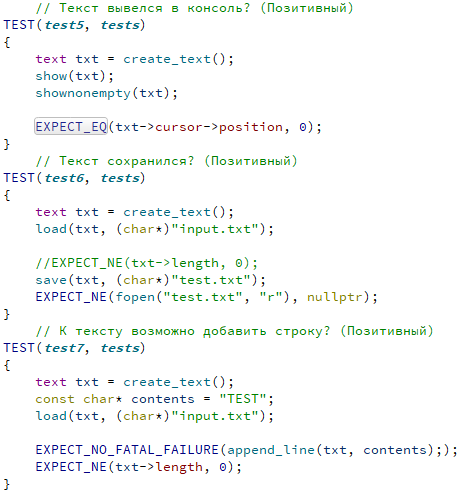 // Текст вывелся в консоль? (Позитивный)
TEST(test5, tests)
{
text txt = create_text();
show(txt);
shownonempty(txt);
EXPECT_EQ(txt->cursor->position, 0);
}
// Текст сохранился? (Позитивный)
TEST(test6, tests)
{
text txt = create_text();
load(txt, (char*)"input.txt");
//EXPECT_NE(txt->length, 0);
save(txt, (char*)"test.txt");
EXPECT_NE(fopen("test.txt", "r"), nullptr);
}
// К тексту возможно добавить строку? (Позитивный)
TEST(test7, tests)
{
text txt = create_text();
const char* contents = "TEST";
load(txt, (char*)"input.txt");
EXPECT_NO_FATAL_FAILURE(append_line(txt, contents););
EXPECT_NE(txt->length, 0);
}